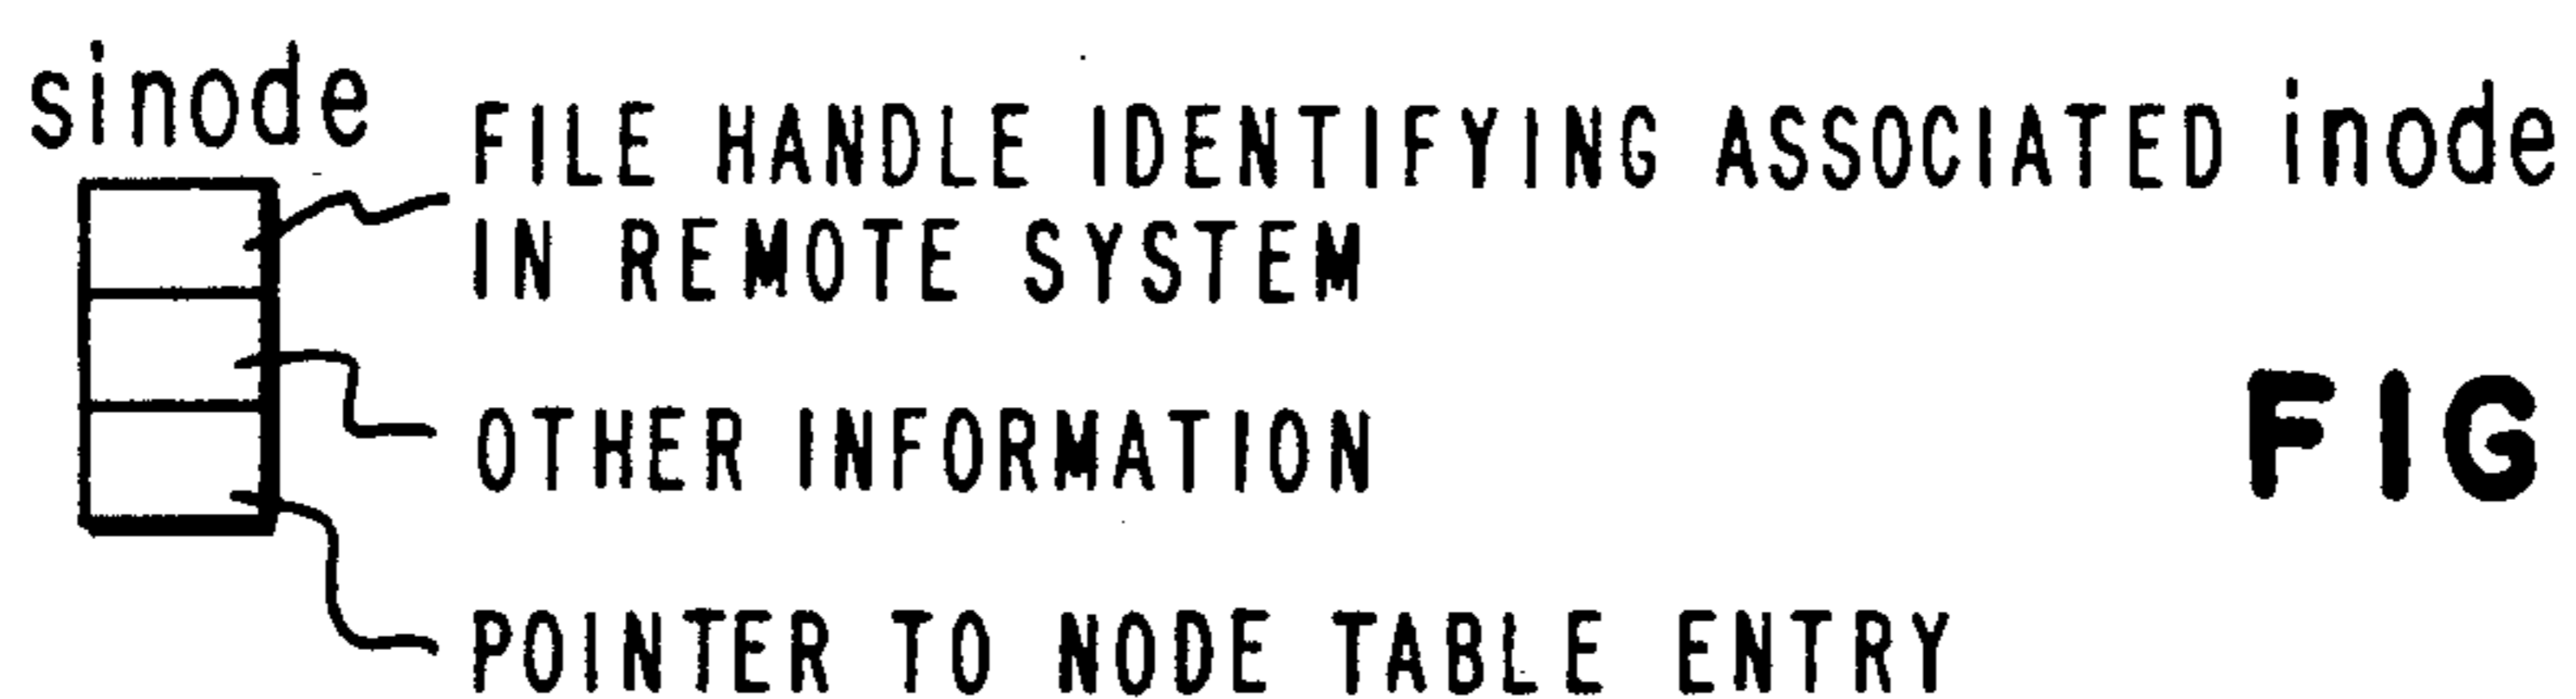 sinode
FILE HANDLE IDENTIFYING ASSOCIATED inode
IN REMOTE SYSTEM
OTHER INFORMATION
FIG
POINTER TO NODE TABLE ENTRY